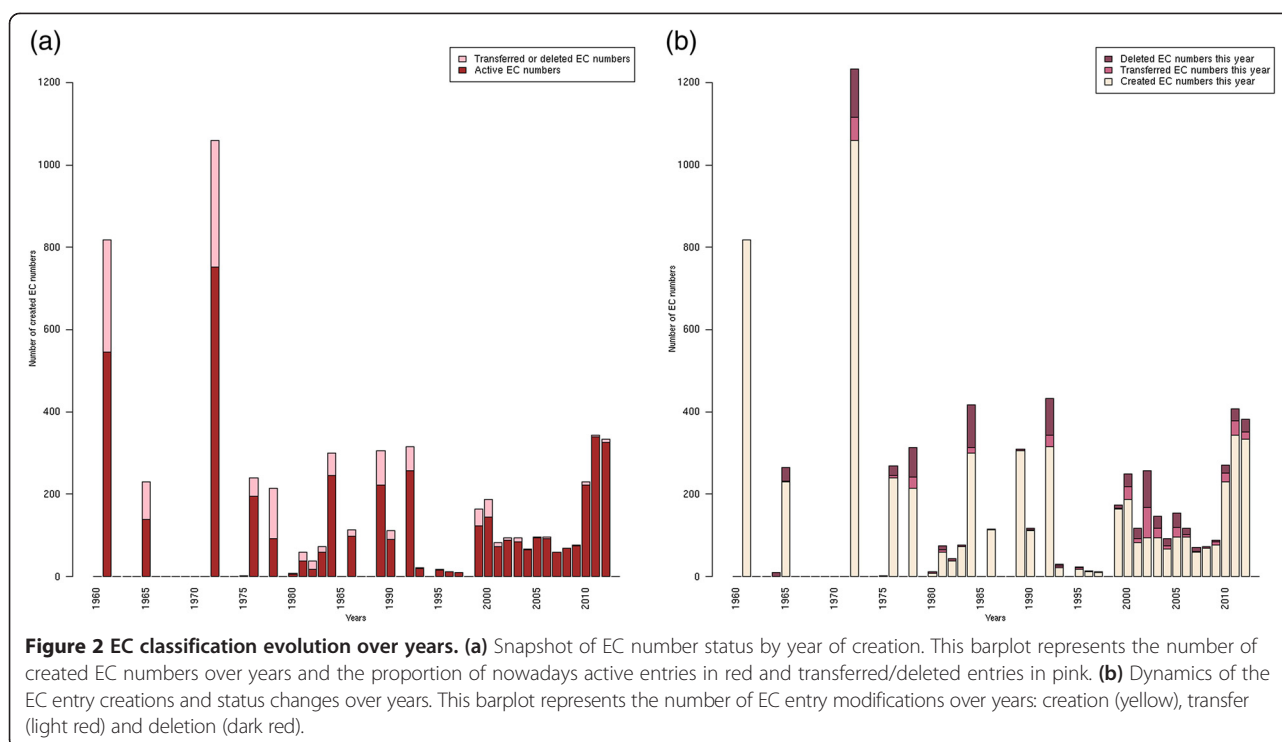 (a)
Transferred or deleted EC numbers
Active EC numbers
Number of created EC numbers
1200
1000
800
600
400
200
0
1960
1965
1970
1975
1980
1985
1990
1995
2000
2005
2010
Years
(b)
Deleted EC numbers this year
Transferred EC numbers this year
Created EC numbers this year
Number of EC numbers
1200
1000
800
600
400
200
0
1960
1965
1970
1975
1980
1985
1990
1995
2000
2005
2010
Years
Figure 2 EC classification evolution over years. (a) Snapshot of EC number status by year of creation. This barplot represents the number of
created EC numbers over years and the proportion of nowadays active entries in red and transferred/deleted entries in pink. (b) Dynamics of the
EC entry creations and status changes over years. This barplot represents the number of EC entry modifications over years: creation (yellow), transfer
(light red) and deletion (dark red).